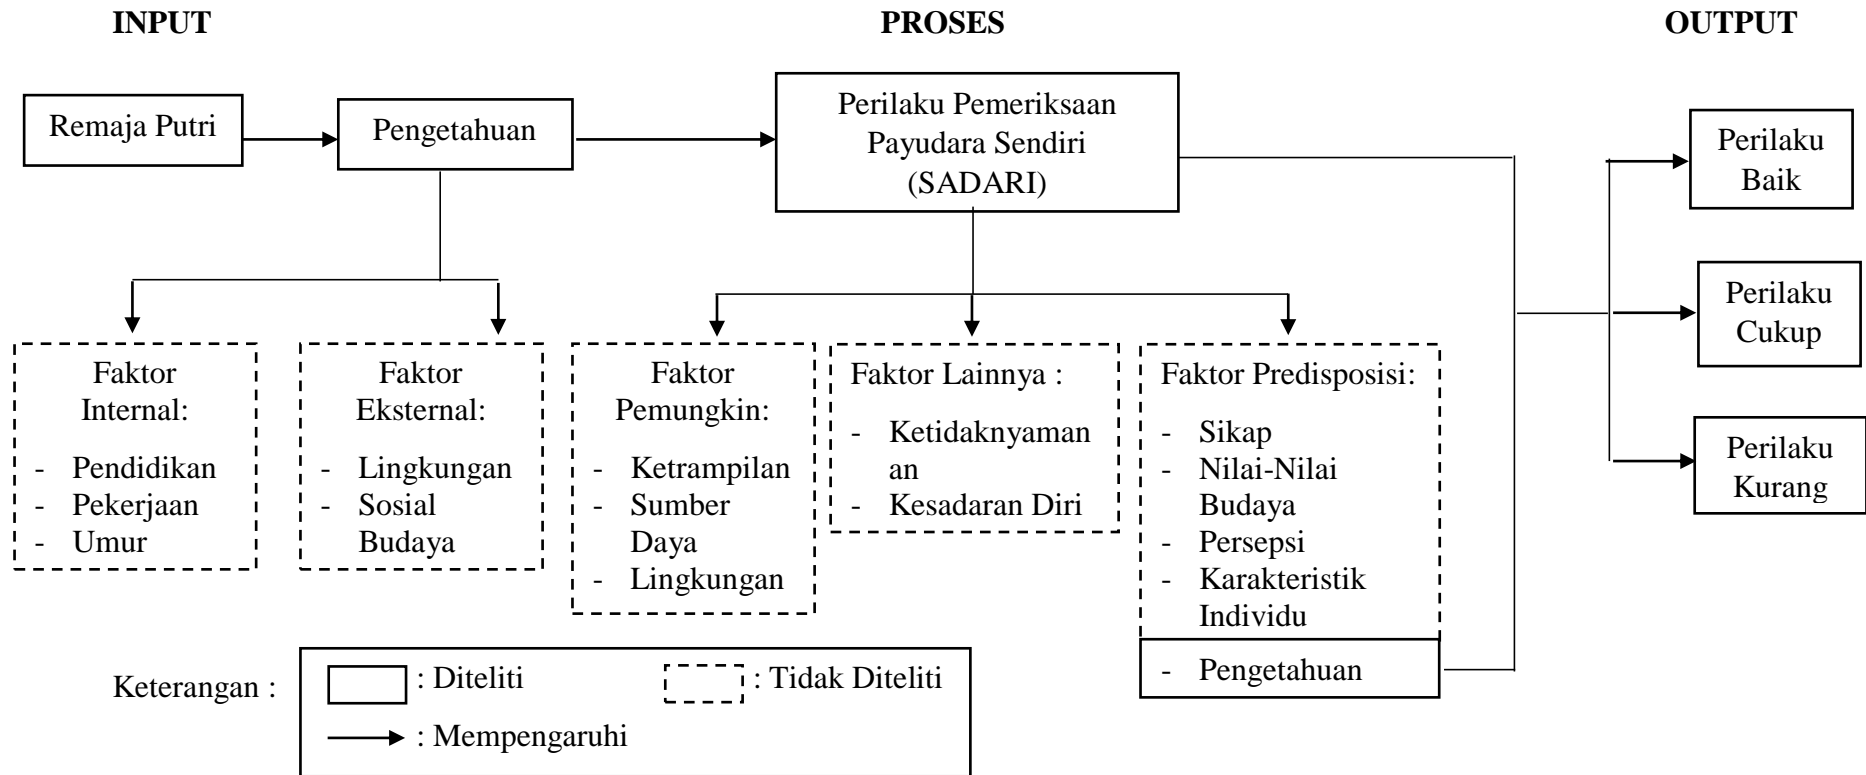 INPUT
PROSES
OUTPUT
Remaja Putri
Pengetahuan
Perilaku Pemeriksaan
Payudara Sendiri
(SADARI)
Perilaku
Baik
Perilaku
Cukup
Perilaku
Kurang
Faktor
Internal:
- Pendidikan
- Pekerjaan
- Umur
Faktor
Eksternal:
- Lingkungan
- Sosial
Budaya
Faktor
Pemungkin:
- Ketrampilan
- Sumber
Daya
- Lingkungan
Faktor Lainnya :
- Ketidaknyaman
an
- Kesadaran Diri
Faktor Predisposisi:
- Sikap
- Nilai-Nilai
Budaya
- Persepsi
- Karakteristik
Individu
- Pengetahuan
Keterangan :
: Diteliti
: Tidak Diteliti
: Mempengaruhi